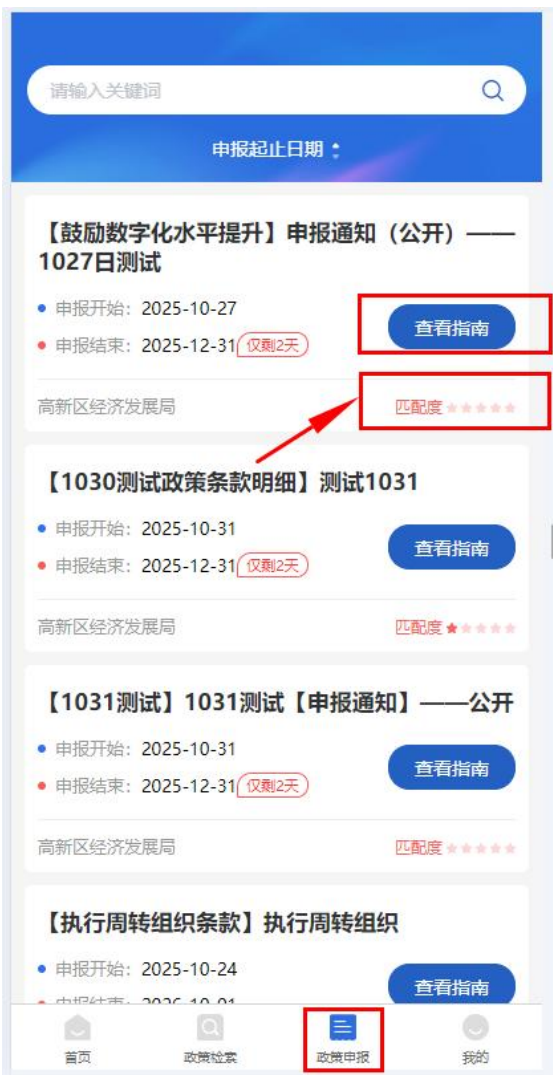 请输入关键词
申报起止日期
【鼓励数字化水平提升】申报通知（公开）——
1027日测试
申报开始：2025-10-27
申报结束：2025-12-31 仅剩2天
查看指南
高新区经济发展局
匹配度
【1030测试政策条款明细】测试1031
申报开始：2025-10-31
申报结束：2025-12-31 仅剩2天
查看指南
高新区经济发展局
匹配度
【1031测试】1031测试【申报通知】——公开
申报开始：2025-10-31
申报结束：2025-12-31 仅剩2天
查看指南
高新区经济发展局
匹配度
【执行周转组织条款】执行周转组织
申报开始：2025-10-24
申报结束：2026-10-01
查看指南
首页
政策检索
政策申报
我的